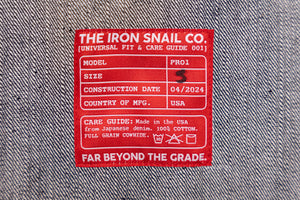 THE IRON SNAIL CO.
[UNIVERSAL FIT & CARE GUIDE 001]
MODEL PRO1
SIZE S
CONSTRUCTION DATE 04/2024
COUNTRY OF MFG. USA
CARE GUIDE: Made in the USA
from Japanese denim. 100% COTTON.
FULL GRAIN COWHIDE.
FAR BEYOND THE GRADE.